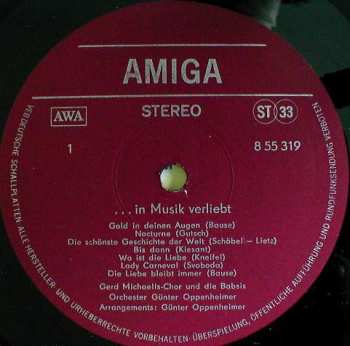 AMIGA
AWA
STEREO
ST 33
1
8 55 319
...in Musik verliebt
Gold in deinen Augen (Bause)
Nocturne (Gutsch)
Die schönste Geschichte der Welt (Schöbel - Lietz)
Bis dann (Kiesant)
Wo ist die Liebe (Kneifel)
Lady Carneval (Svoboda)
Die Liebe bleibt immer (Bause)
Gerd Michaelis-Chor und die Babsis
Orchester Günter Oppenheimer
Arrangements: Günter Oppenheimer
VEB DEUTSCHE SCHALLPLATTEN ALLE HERSTELLER- UND URHEBERRECHTE VORBEHALTEN · ÜBERSPIELUNG, ÖFFENTLICHE AUFFÜHRUNG UND RUNDFUNKSENDUNG VERBOTEN